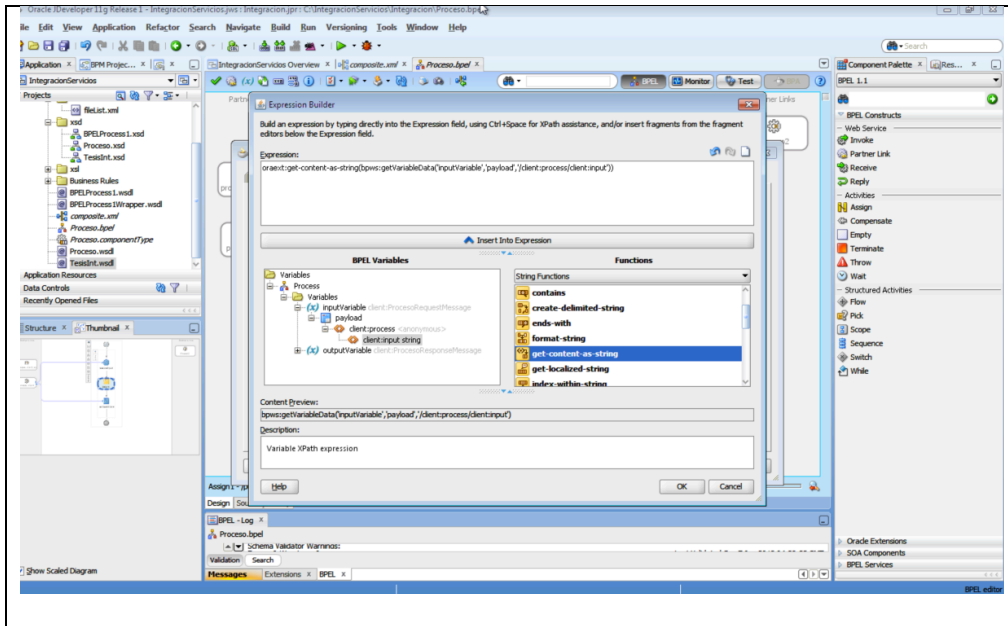 Oracle JDeveloper 11g Release 1 - IntegracionServicios.jws : Integracion.jpr : C:\IntegracionServicios\Integracion\Proceso.bpel
File Edit View Application Refactor Search Navigate Build Run Versioning Tools Window Help
Search
Application
BPM Projec...
IntegracionServicios Overview
composite.xml
Proceso.bpel
Component Palette
Res...
IntegracionServicios
BPEL
Monitor
Test
BPEL 1.1
Projects
fileList.xml
xsd
BPELProcess1.xsd
Proceso.xsd
TesisInt.xsd
xsl
Business Rules
BPELProcess1.wsdl
BPELProcess1Wrapper.wsdl
composite.xml
Proceso.bpel
Proceso.componentType
Proceso.wsdl
TesisInt.wsdl
Application Resources
Data Controls
Recently Opened Files
Structure
Thumbnail
Show Scaled Diagram
Expression Builder
Build an expression by typing directly into the Expression field, using Ctrl+Space for XPath assistance, and/or insert fragments from the fragment
editors below the Expression field.
Expression:
oraext:get-content-as-string(bpws:getVariableData('inputVariable','payload','/client:process/client:input'))
Insert Into Expression
BPEL Variables
Variables
Process
Variables
inputVariable client:ProcesoRequestMessage
payload
client:process <anonymous>
client:input string
outputVariable client:ProcesoResponseMessage
Functions
String Functions
contains
create-delimited-string
ends-with
format-string
get-content-as-string
get-localized-string
index-within-string
Content Preview:
bpws:getVariableData('inputVariable','payload','/client:process/client:input')
Description:
Variable XPath expression
Help
OK
Cancel
Design
BPEL - Log
Proceso.bpel
Schema Validator Warnings:
Validation
Search
Messages
Extensions
BPEL
BPEL Constructs
Web Service
Invoke
Partner Link
Receive
Reply
Activities
Assign
Compensate
Empty
Terminate
Throw
Wait
Structured Activities
Flow
Pick
Scope
Sequence
Switch
While
Oracle Extensions
SOA Components
BPEL Services
BPEL editor